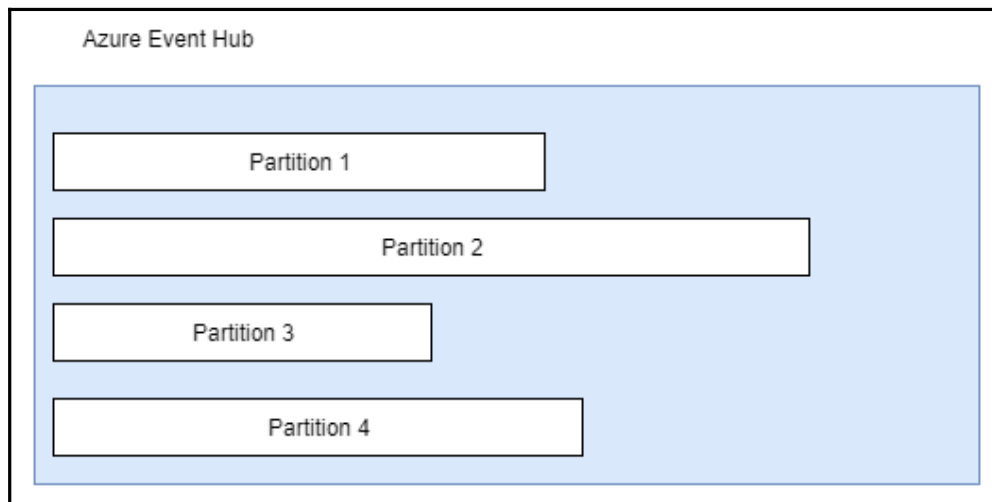 Azure Event Hub
Partition 1
Partition 2
Partition 3
Partition 4